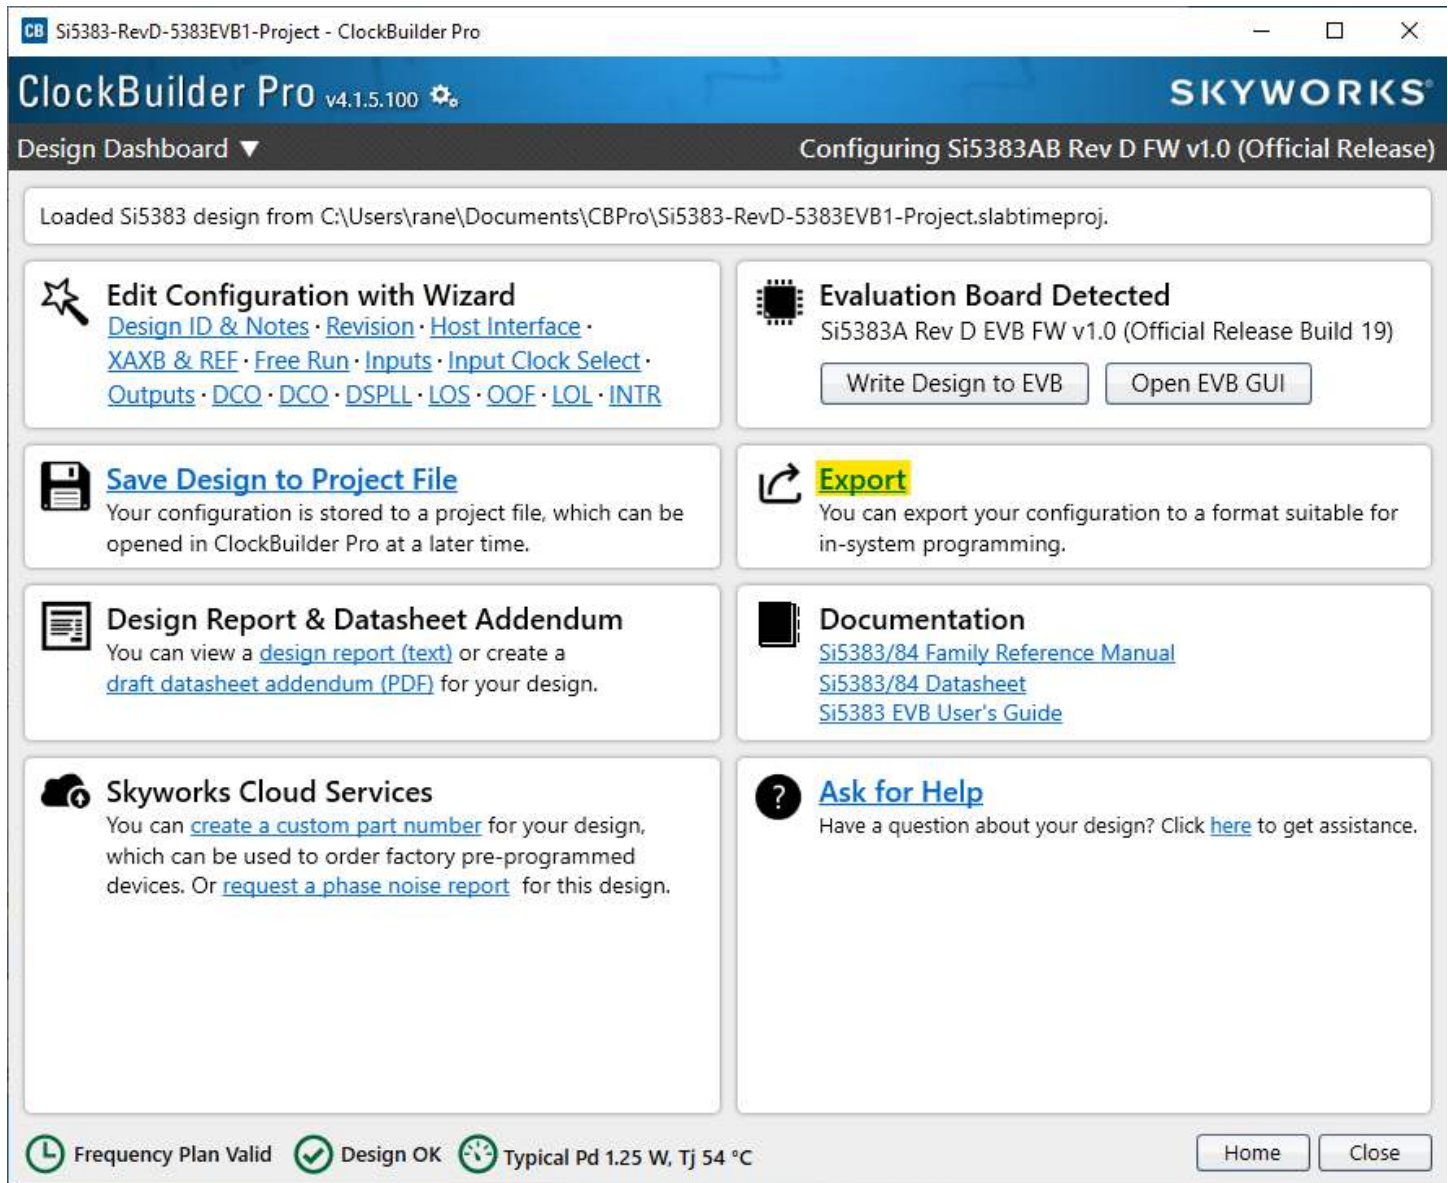 CB Si5383-RevD-5383EVB1-Project - ClockBuilder Pro
ClockBuilder Pro v4.1.5.100
SKYWORKS
Design Dashboard ▼
Configuring Si5383AB Rev D FW v1.0 (Official Release)
Loaded Si5383 design from C:\Users\rane\Documents\CBPro\Si5383-RevD-5383EVB1-Project.slabtimeproj.
Edit Configuration with Wizard
Design ID & Notes · Revision · Host Interface ·
XAXB & REF · Free Run · Inputs · Input Clock Select ·
Outputs · DCO · DCO · DSPLL · LOS · OOF · LOL · INTR
Evaluation Board Detected
Si5383A Rev D EVB FW v1.0 (Official Release Build 19)
Write Design to EVB
Open EVB GUI
Save Design to Project File
Your configuration is stored to a project file, which can be
opened in ClockBuilder Pro at a later time.
Export
You can export your configuration to a format suitable for
in-system programming.
Design Report & Datasheet Addendum
You can view a design report (text) or create a
draft datasheet addendum (PDF) for your design.
Documentation
Si5383/84 Family Reference Manual
Si5383/84 Datasheet
Si5383 EVB User's Guide
Skyworks Cloud Services
You can create a custom part number for your design,
which can be used to order factory pre-programmed
devices. Or request a phase noise report for this design.
? Ask for Help
Have a question about your design? Click here to get assistance.
Frequency Plan Valid
Design OK
Typical Pd 1.25 W, Tj 54 °C
Home
Close